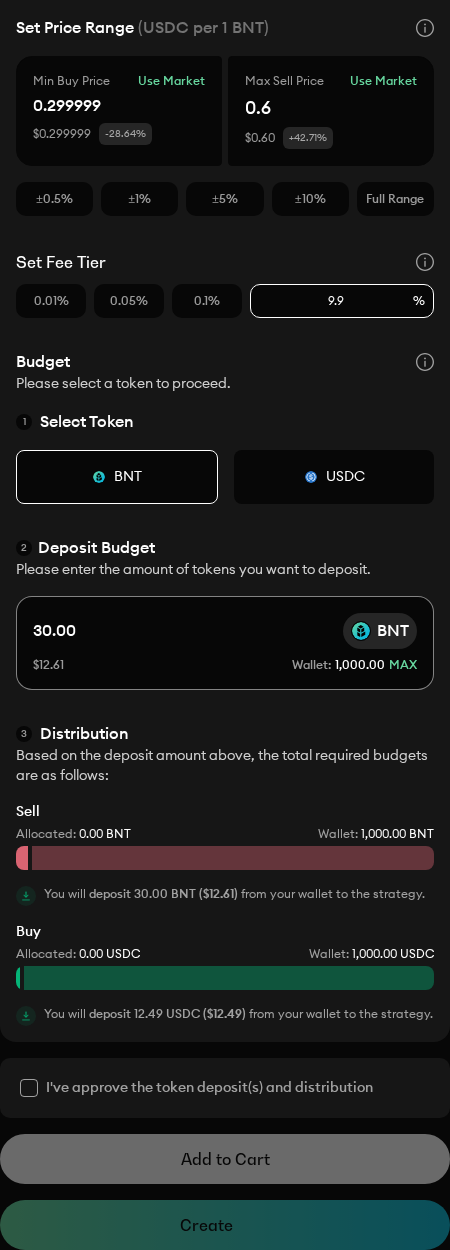 Set Price Range (USDC per 1 BNT)
Min Buy Price Use Market
0.299999
$0.299999 -28.64%
Max Sell Price Use Market
0.6
$0.60 +42.71%
±0.5% ±1% ±5% ±10% Full Range
Set Fee Tier
0.01% 0.05% 0.1% 9.9 %
Budget
Please select a token to proceed.
1 Select Token
BNT USDC
2 Deposit Budget
Please enter the amount of tokens you want to deposit.
30.00 BNT
$12.61 Wallet: 1,000.00 MAX
3 Distribution
Based on the deposit amount above, the total required budgets
are as follows:
Sell
Allocated: 0.00 BNT Wallet: 1,000.00 BNT
You will deposit 30.00 BNT ($12.61) from your wallet to the strategy.
Buy
Allocated: 0.00 USDC Wallet: 1,000.00 USDC
You will deposit 12.49 USDC ($12.49) from your wallet to the strategy.
I've approve the token deposit(s) and distribution
Add to Cart
Create